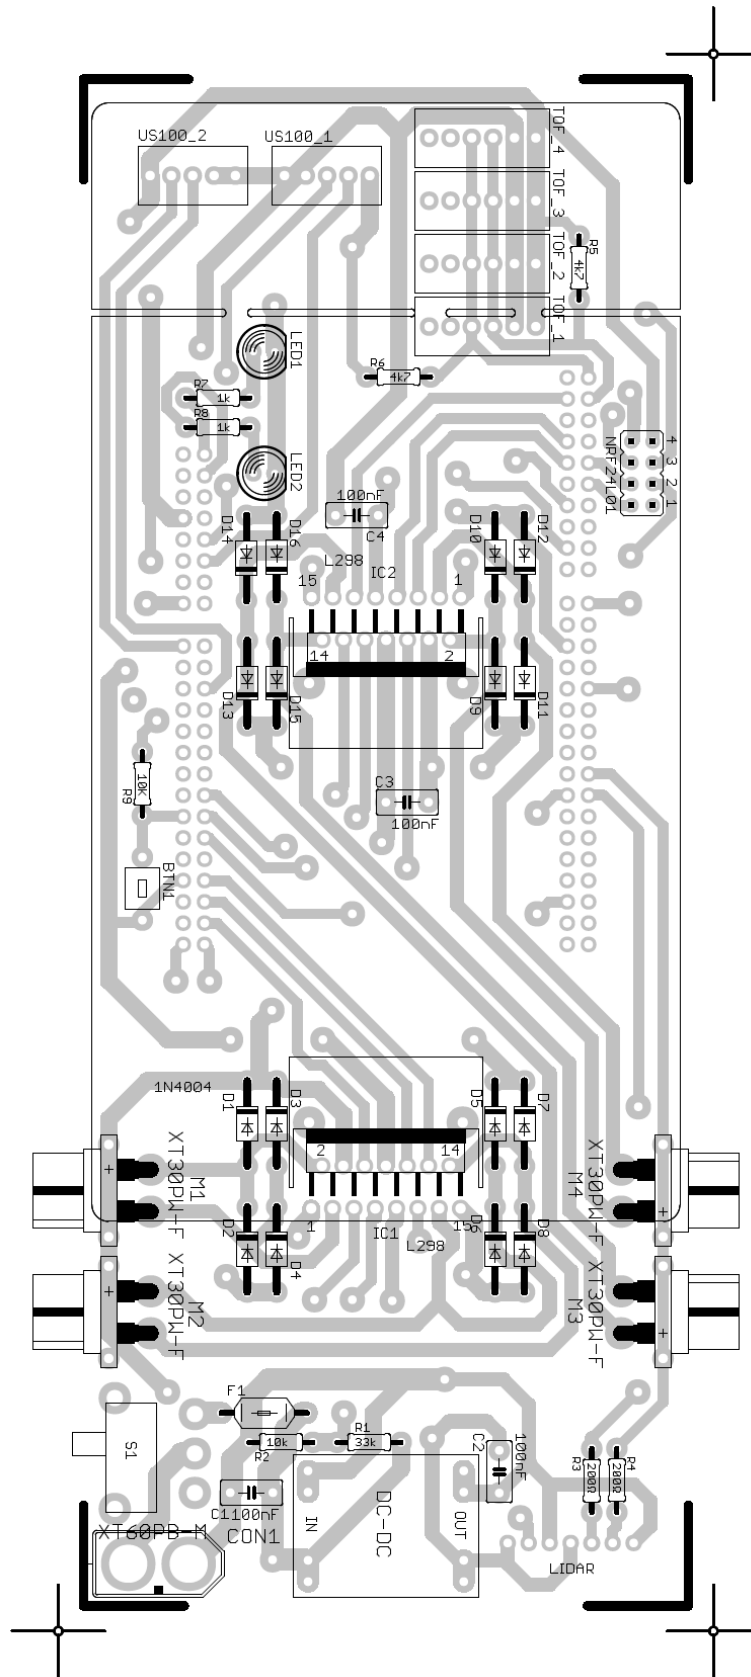 US100_2
US100_1
TOF_4
TOF_3
TOF_2
TOF_1
R5
4k7
LED1
R6
4k7
R7
1k
R8
1k
LED2
NRF24L01
4
3
2
1
100nF
C4
D14
D16
L298
IC2
15
1
D10
D12
14
2
D13
D15
D9
D11
C3
100nF
R9
10K
BTN1
1N4004
D1
D3
D5
D7
2
14
XT30PW-F
M1
XT30PW-F
M4
+
+
1
15
IC1
L298
D2
D4
D6
D8
XT30PW-F
M2
XT30PW-F
M3
+
+
F1
S1
R2
10k
R1
33k
C2
100nF
R3
200Ω
R4
200Ω
C1
100nF
CON1
XT60PB-M
IN
DC-DC
OUT
LIDAR